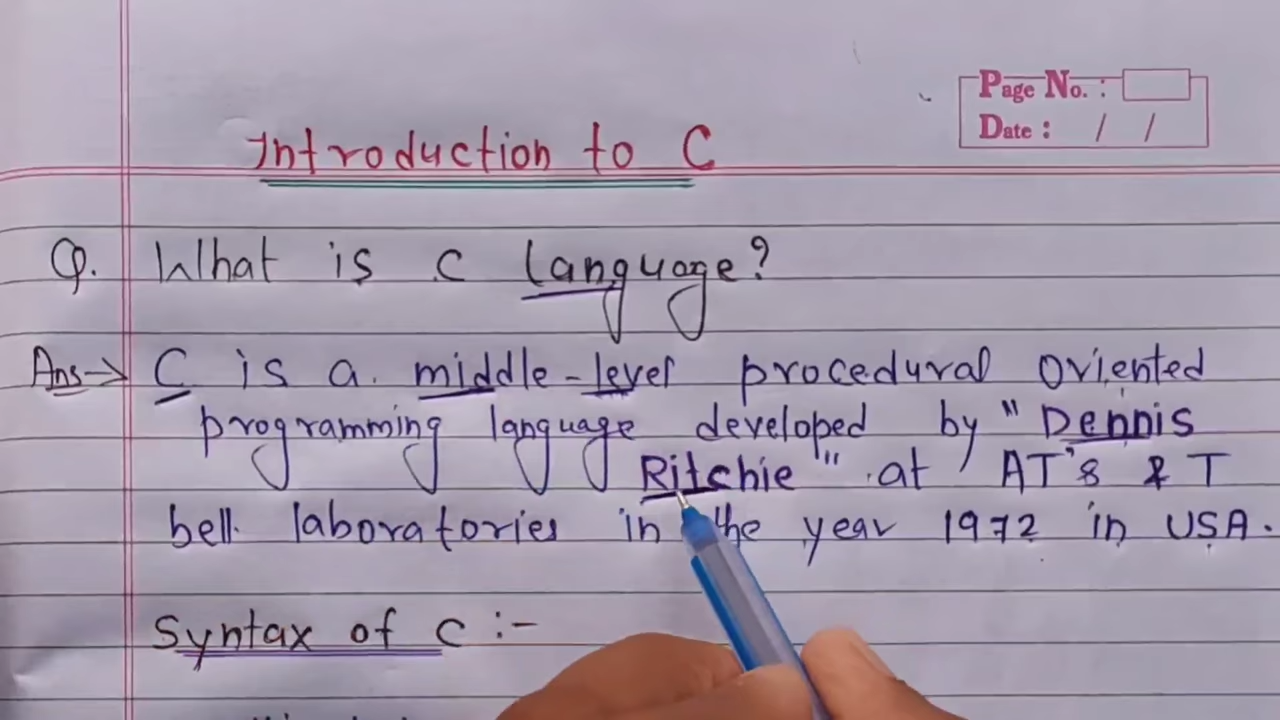 Page No. :
Date : / /
Introduction to C
Q. What is C language?
Ans→ C is a middle-level procedural oriented
programming language developed by "Dennis
Ritchie" at AT's & T
bell laboratories in the year 1972 in USA.
Syntax of C :-